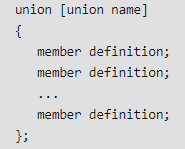 union [union name]
{
member definition;
member definition;
...
member definition;
};